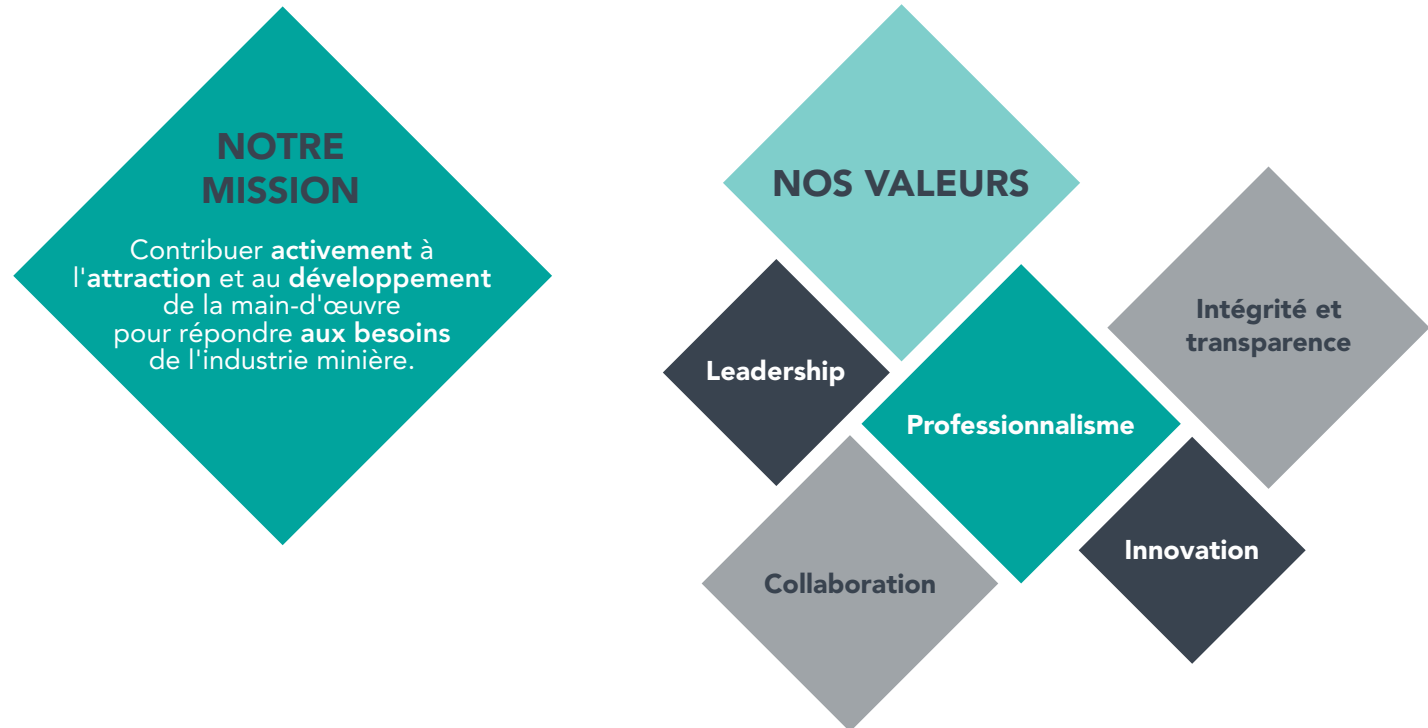 NOTRE
MISSION
Contribuer activement à
l'attraction et au développement
de la main-d'œuvre
pour répondre aux besoins
de l'industrie minière.
NOS VALEURS
Leadership
Professionnalisme
Intégrité et
transparence
Collaboration
Innovation